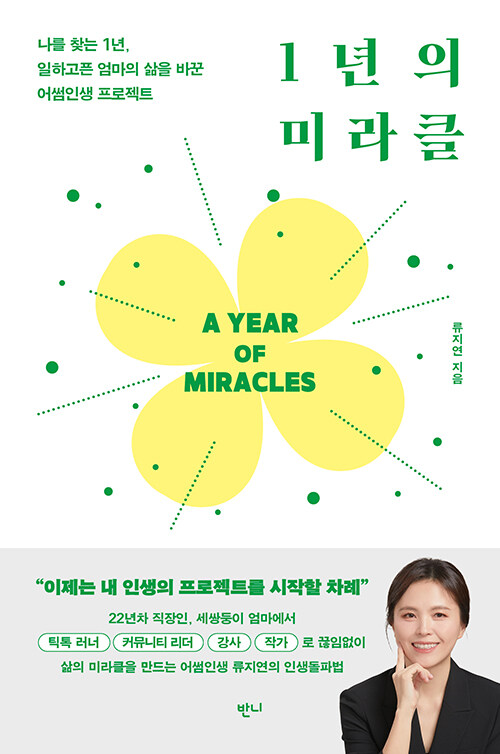 나를 찾는 1년,
일하고픈 엄마의 삶을 바꾼
어썸인생 프로젝트
1년의
미라클
A YEAR
OF
MIRACLES
류지연 지음
“이제는 내 인생의 프로젝트를 시작할 차례”
22년차 직장인, 세쌍둥이 엄마에서
틱톡 러너 커뮤니티 리더 강사 작가 로 끊임없이
삶의 미라클을 만드는 어썸인생 류지연의 인생돌파법
반니